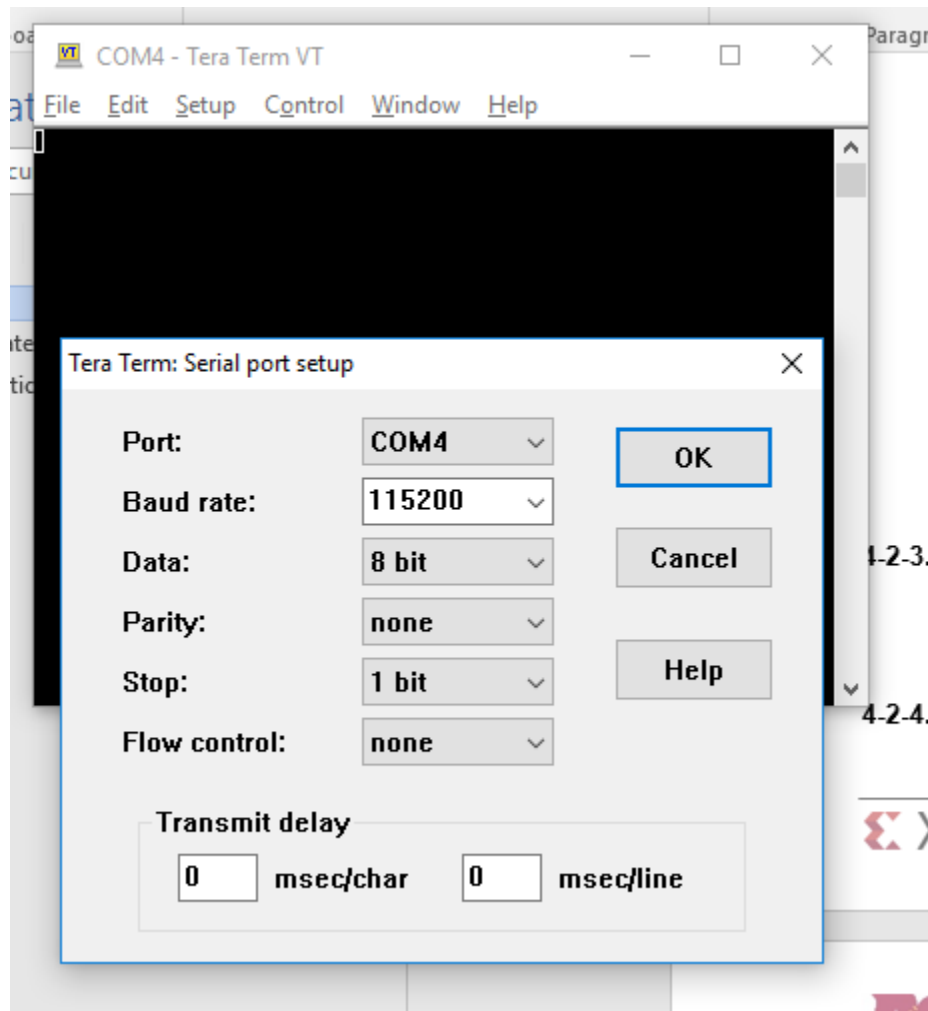 COM4 - Tera Term VT
File Edit Setup Control Window Help
Tera Term: Serial port setup
Port: COM4
OK
Baud rate: 115200
Data: 8 bit
Cancel
Parity: none
Stop: 1 bit
Help
Flow control: none
Transmit delay
0 msec/char 0 msec/line
4-2-3.
4-2-4.